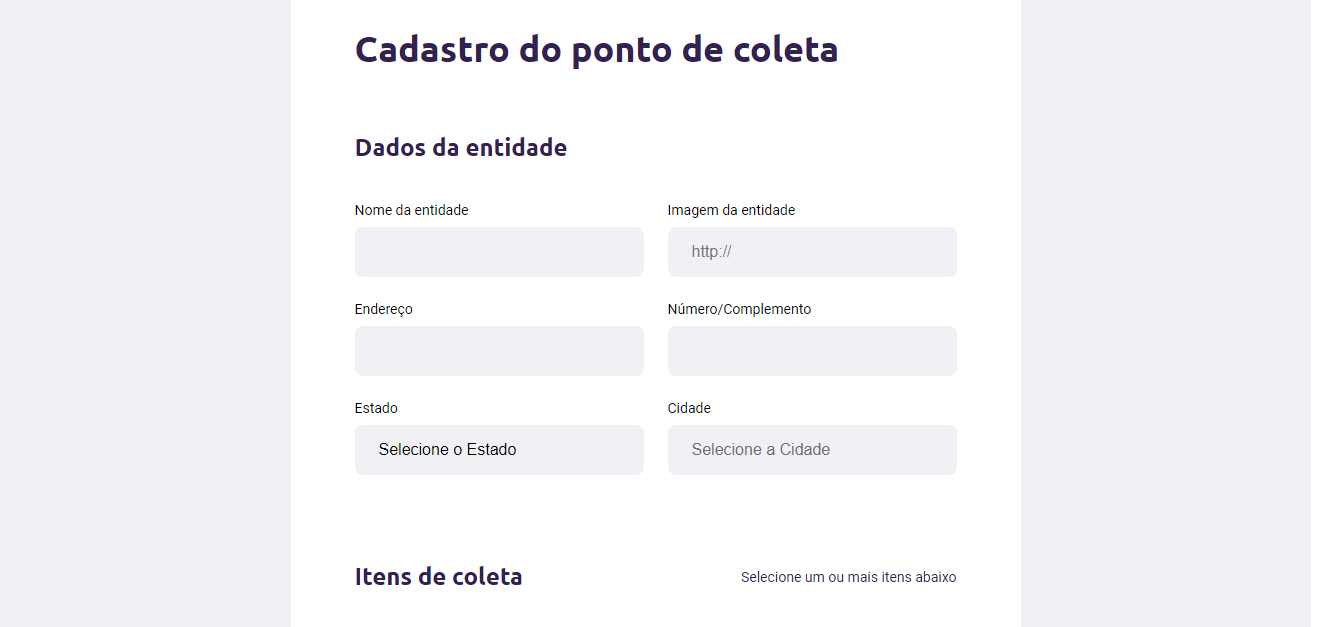 Cadastro do ponto de coleta
Dados da entidade
Nome da entidade
Imagem da entidade
http://
Endereço
Número/Complemento
Estado
Cidade
Selecione o Estado
Selecione a Cidade
Itens de coleta
Selecione um ou mais itens abaixo